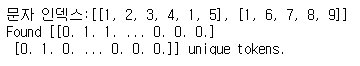 문자 인덱스:[[1, 2, 3, 4, 1, 5], [1, 6, 7, 8, 9]]
Found [[0. 1. 1. ... 0. 0. 0.]
[0. 1. 0. ... 0. 0. 0.]] unique tokens.